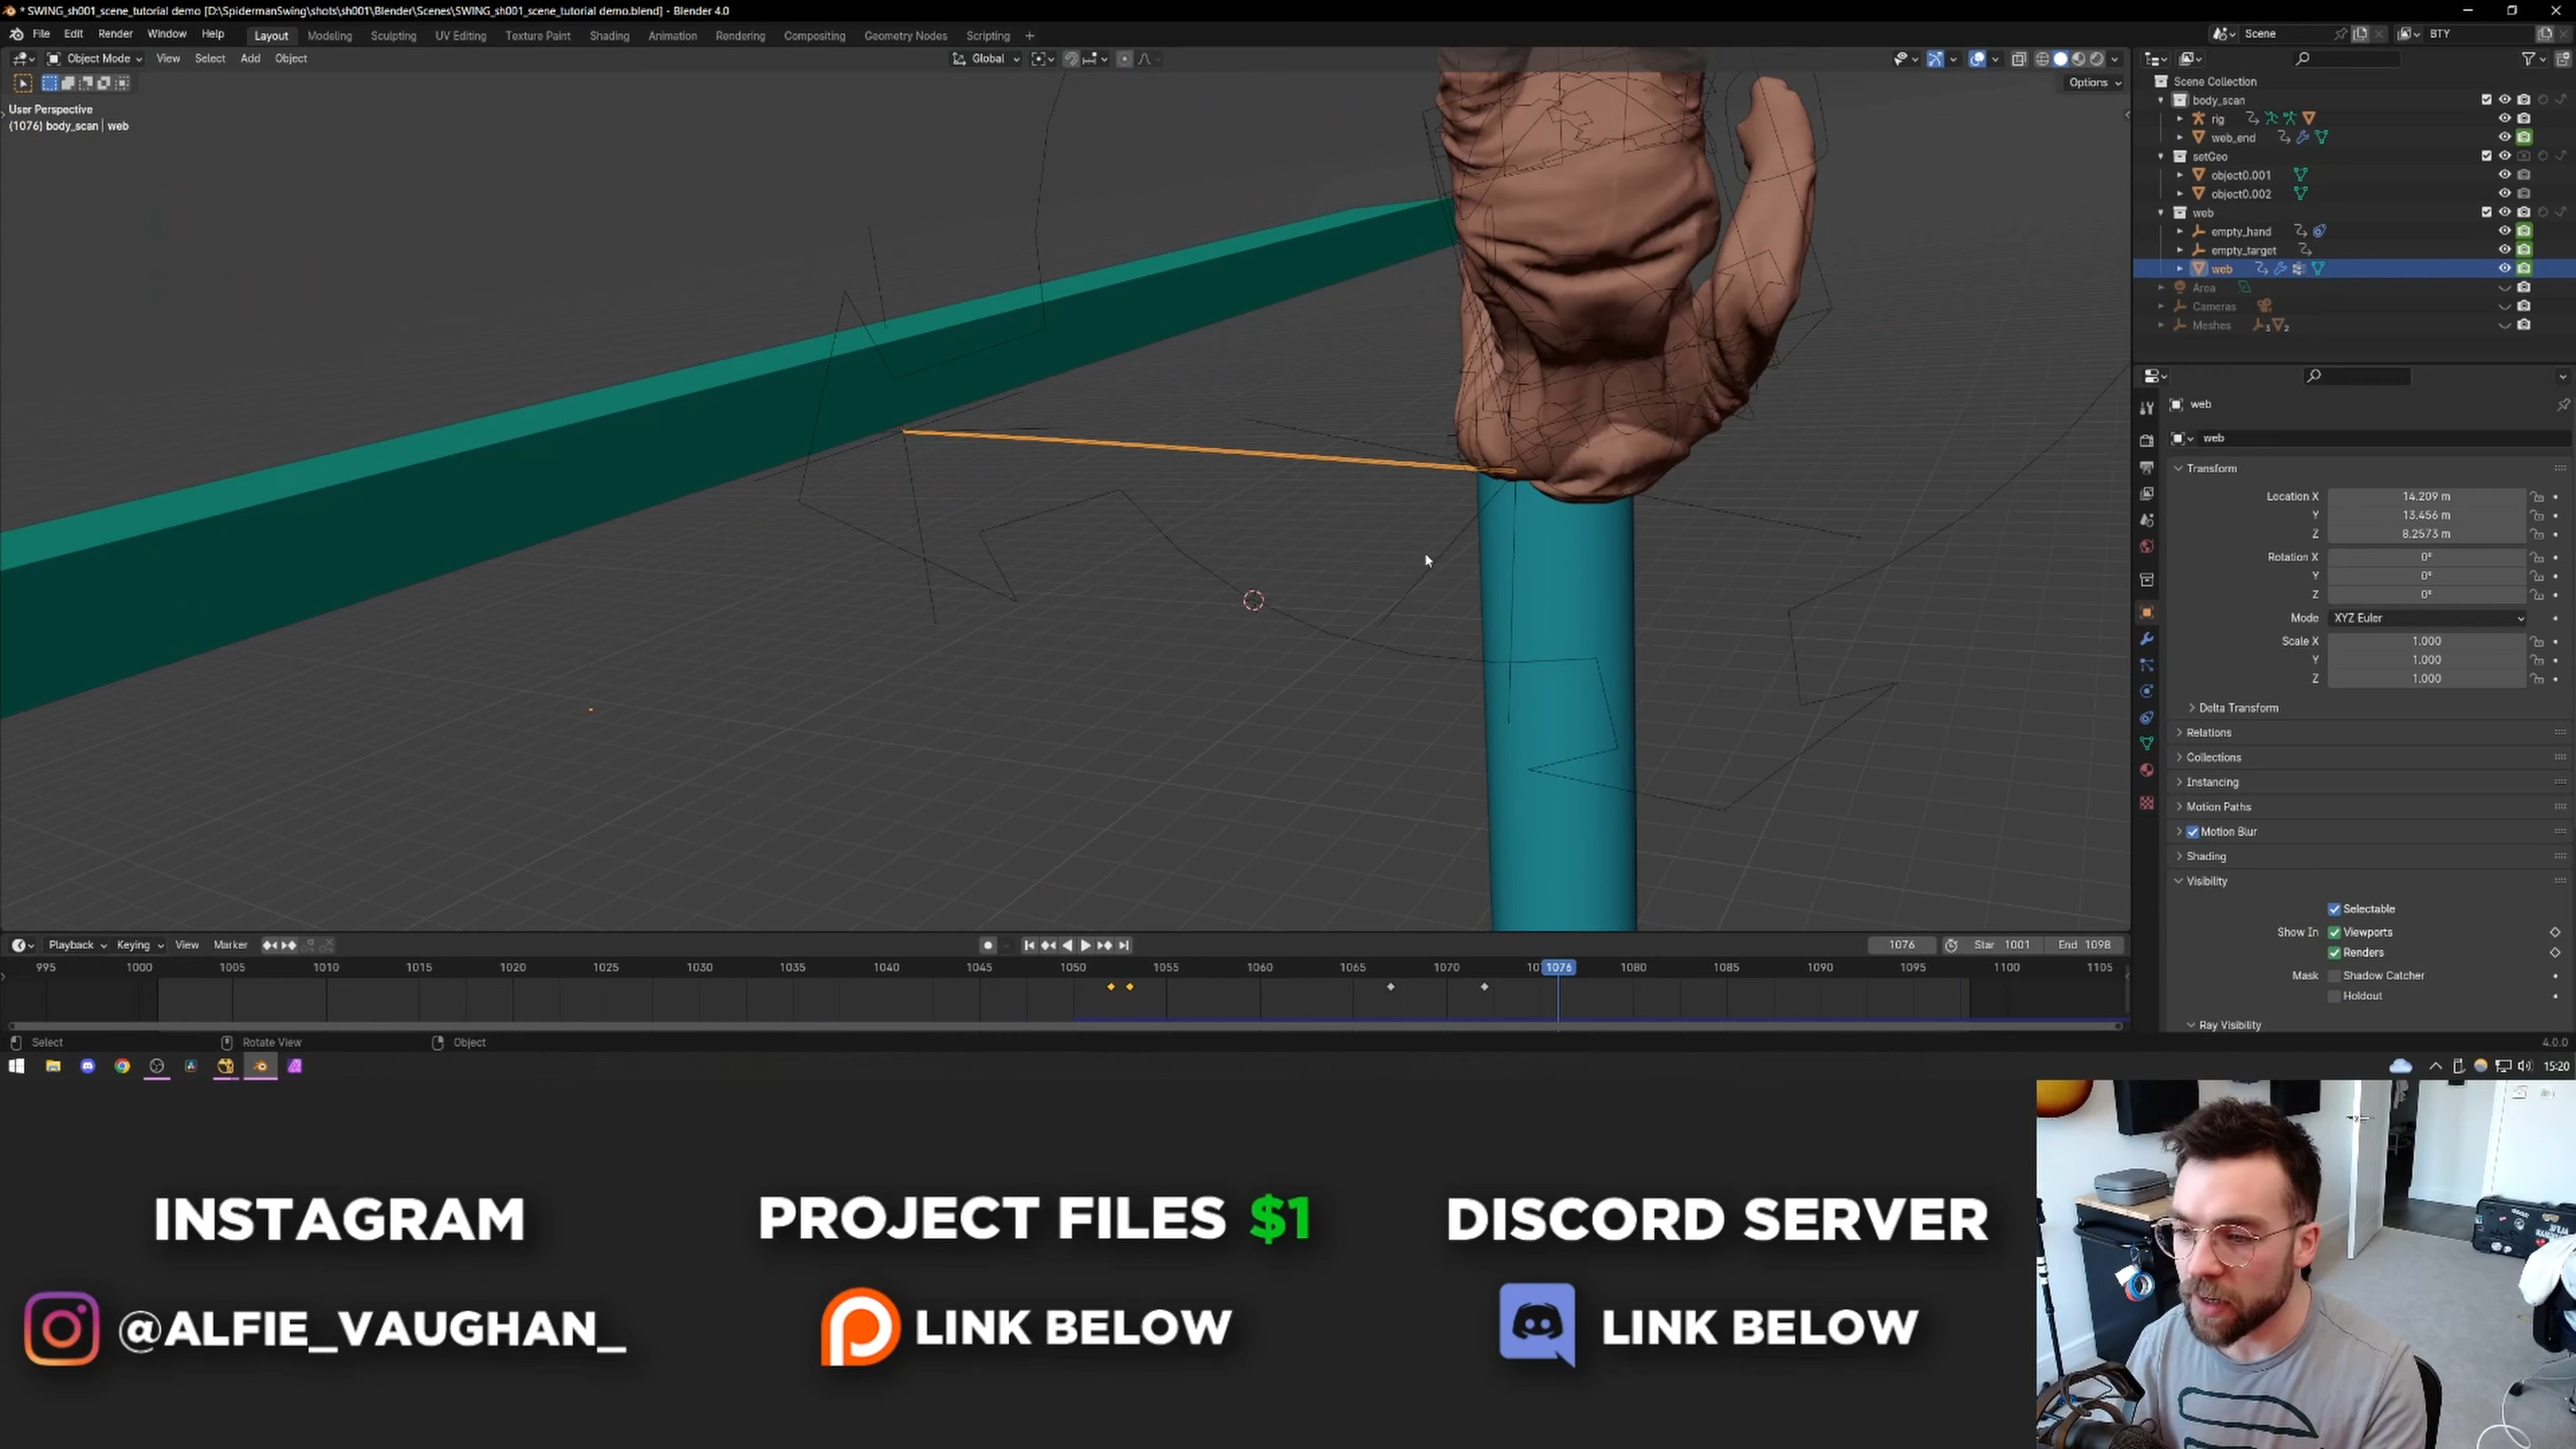 * SWING_sh001_scene_tutorial demo [D:\SpidermanSwing\shots\sh001\Blender\Scenes\SWING_sh001_scene_tutorial demo.blend] - Blender 4.0
File Edit Render Window Help Layout Modeling Sculpting UV Editing Texture Paint Shading Animation Rendering Compositing Geometry Nodes Scripting + Scene BTY
Object Mode View Select Add Object Global
Options
User Perspective
(1076) body_scan | web
Scene Collection
body_scan
rig
web_end
setGeo
object0.001
object0.002
web
empty_hand
empty_target
web
Area
Cameras
Meshes
web
web
Transform
Location X 14.209 m
Y 13.456 m
Z 8.2573 m
Rotation X 0°
Y 0°
Z 0°
Mode XYZ Euler
Scale X 1.000
Y 1.000
Z 1.000
Delta Transform
Relations
Collections
Instancing
Motion Paths
Motion Blur
Shading
Visibility
Selectable
Show In Viewports
Renders
Mask Shadow Catcher
Holdout
Ray Visibility
Playback Keying View Marker 1076 Star 1001 End 1098
995 1000 1005 1010 1015 1020 1025 1030 1035 1040 1045 1050 1055 1060 1065 1070 1076 1080 1085 1090 1095 1100 1105
Select Rotate View Object 4.0.0
15:20
INSTAGRAM
@ALFIE_VAUGHAN_
PROJECT FILES $1
LINK BELOW
DISCORD SERVER
LINK BELOW